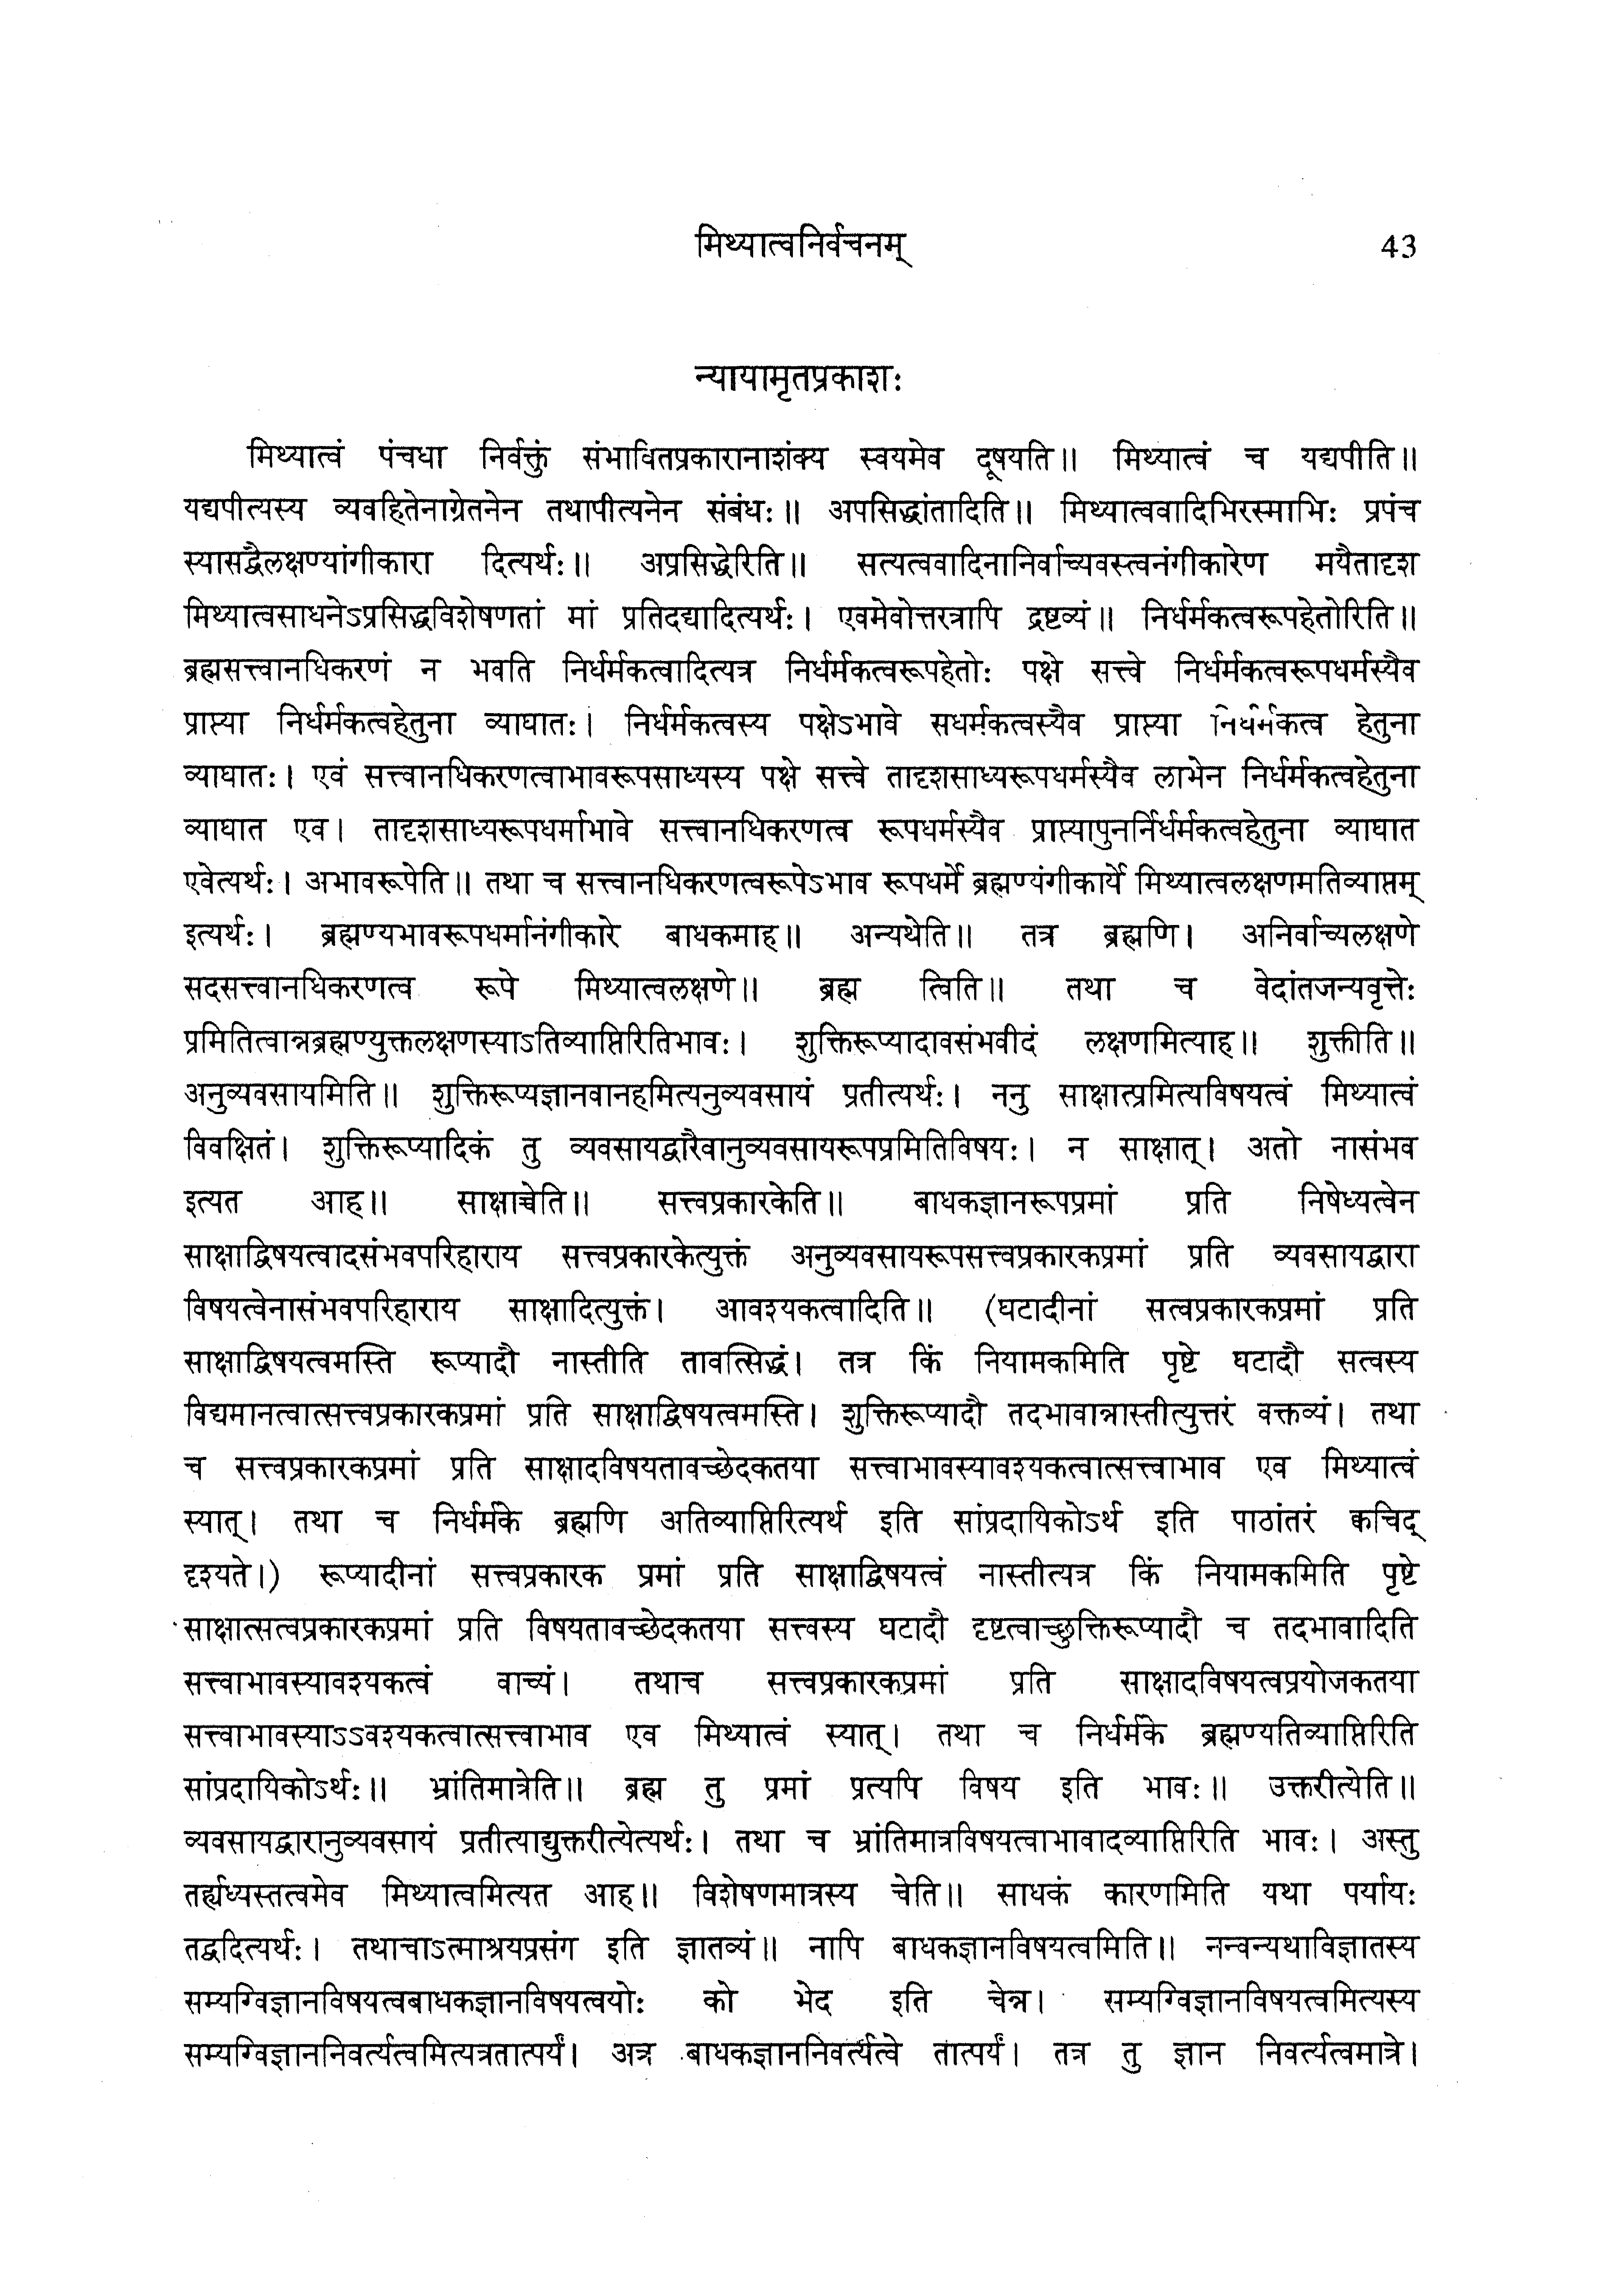 मिथ्यात्वनिर्वचनम् 43
न्यायामृतप्रकाशः
मिथ्यात्वं पंचधा निर्वक्तुं संभावितप्रकारानाशंक्य स्वयमेव दूषयति॥ मिथ्यात्वं च यद्यपीति॥
यद्यपीत्यस्य व्यवहितेनाग्रेतनेन तथापीत्यनेन संबंधः॥ अपसिद्धांतादिति॥ मिथ्यात्ववादिभिरस्माभिः प्रपंच
स्यासद्वैलक्षण्यांगीकारा दित्यर्थः॥ अप्रसिद्धेरिति॥ सत्यत्ववादिनानिर्वाच्यवस्त्वनंगीकारेण मयैतादृश
मिथ्यात्वसाधनेऽप्रसिद्धविशेषणतां मां प्रतिदद्यादित्यर्थः। एवमेवोत्तरत्रापि द्रष्टव्यं॥ निर्धर्मकत्वरूपहेतोरिति॥
ब्रह्मसत्त्वानधिकरणं न भवति निर्धर्मकत्वादित्यत्र निर्धर्मकत्वरूपहेतोः पक्षे सत्त्वे निर्धर्मकत्वरूपधर्मस्यैव
प्राप्त्या निर्धर्मकत्वहेतुना व्याघातः। निर्धर्मकत्वस्य पक्षेऽभावे सधर्मकत्वस्यैव प्राप्त्या निर्धर्मकत्व हेतुना
व्याघातः। एवं सत्त्वानधिकरणत्वाभावरूपसाध्यस्य पक्षे सत्त्वे तादृशसाध्यरूपधर्मस्यैव लाभेन निर्धर्मकत्वहेतुना
व्याघात एव। तादृशसाध्यरूपधर्माभावे सत्त्वानधिकरणत्व रूपधर्मस्यैव प्राप्त्यापुनर्निर्धर्मकत्वहेतुना व्याघात
एवेत्यर्थः। अभावरूपेति॥ तथा च सत्त्वानधिकरणत्वरूपेऽभाव रूपधर्मे ब्रह्मण्यंगीकार्ये मिथ्यात्वलक्षणमतिव्याप्तम्
इत्यर्थः। ब्रह्मण्यभावरूपधर्मानंगीकारे बाधकमाह॥ अन्यथेति॥ तत्र ब्रह्मणि। अनिर्वाच्यलक्षणे
सदसत्त्वानधिकरणत्व रूपे मिथ्यात्वलक्षणे॥ ब्रह्म त्विति॥ तथा च वेदांतजन्यवृत्तेः
प्रमितित्वान्नब्रह्मण्युक्तलक्षणस्याऽतिव्याप्तिरितिभावः। शुक्तिरूप्यादावसंभवीदं लक्षणमित्याह॥ शुक्तीति॥
अनुव्यवसायमिति॥ शुक्तिरूप्यज्ञानवानहमित्यनुव्यवसायं प्रतीत्यर्थः। ननु साक्षात्प्रमित्यविषयत्वं मिथ्यात्वं
विवक्षितं। शुक्तिरूप्यादिकं तु व्यवसायद्वारैवानुव्यवसायरूपप्रमितिविषयः। न साक्षात्। अतो नासंभव
इत्यत आह॥ साक्षाच्चेति॥ सत्त्वप्रकारकेति॥ बाधकज्ञानरूपप्रमां प्रति निषेध्यत्वेन
साक्षाद्विषयत्वादसंभवपरिहाराय सत्त्वप्रकारकेत्युक्तं अनुव्यवसायरूपसत्त्वप्रकारकप्रमां प्रति व्यवसायद्वारा
विषयत्वेनासंभवपरिहाराय साक्षादित्युक्तं। आवश्यकत्वादिति॥ (घटादीनां सत्वप्रकारकप्रमां प्रति
साक्षाद्विषयत्वमस्ति रूप्यादौ नास्तीति तावत्सिद्धं। तत्र किं नियामकमिति पृष्टे घटादौ सत्वस्य
विद्यमानत्वात्सत्त्वप्रकारकप्रमां प्रति साक्षाद्विषयत्वमस्ति। शुक्तिरूप्यादौ तदभावान्नास्तीत्युत्तरं वक्तव्यं। तथा
च सत्त्वप्रकारकप्रमां प्रति साक्षादविषयतावच्छेदकतया सत्त्वाभावस्यावश्यकत्वात्सत्त्वाभाव एव मिथ्यात्वं
स्यात्। तथा च निर्धर्मके ब्रह्मणि अतिव्याप्तिरित्यर्थ इति सांप्रदायिकोऽर्थ इति पाठांतरं क्वचिद्
दृश्यते।) रूप्यादीनां सत्त्वप्रकारक प्रमां प्रति साक्षाद्विषयत्वं नास्तीत्यत्र किं नियामकमिति पृष्टे
साक्षात्सत्वप्रकारकप्रमां प्रति विषयतावच्छेदकतया सत्त्वस्य घटादौ दृष्टत्वाच्छुक्तिरूप्यादौ च तदभावादिति
सत्त्वाभावस्यावश्यकत्वं वाच्यं। तथाच सत्त्वप्रकारकप्रमां प्रति साक्षादविषयत्वप्रयोजकतया
सत्त्वाभावस्याऽऽवश्यकत्वात्सत्त्वाभाव एव मिथ्यात्वं स्यात्। तथा च निर्धर्मके ब्रह्मण्यतिव्याप्तिरिति
सांप्रदायिकोऽर्थः॥ भ्रांतिमात्रेति॥ ब्रह्म तु प्रमां प्रत्यपि विषय इति भावः॥ उक्तरीत्येति॥
व्यवसायद्वारानुव्यवसायं प्रतीत्याद्युक्तरीत्येत्यर्थः। तथा च भ्रांतिमात्रविषयत्वाभावादव्याप्तिरिति भावः। अस्तु
तर्ह्यध्यस्तत्वमेव मिथ्यात्वमित्यत आह॥ विशेषणमात्रस्य चेति॥ साधकं कारणमिति यथा पर्यायः
तद्वदित्यर्थः। तथाचाऽत्माश्रयप्रसंग इति ज्ञातव्यं॥ नापि बाधकज्ञानविषयत्वमिति॥ नन्वन्यथाविज्ञातस्य
सम्यग्विज्ञानविषयत्वबाधकज्ञानविषयत्वयोः को भेद इति चेन्न। सम्यग्विज्ञानविषयत्वमित्यस्य
सम्यग्विज्ञाननिवर्त्यत्वमित्यत्रतात्पर्यं। अत्र बाधकज्ञाननिवर्त्यत्वे तात्पर्यं। तत्र तु ज्ञान निवर्त्यत्वमात्रे।